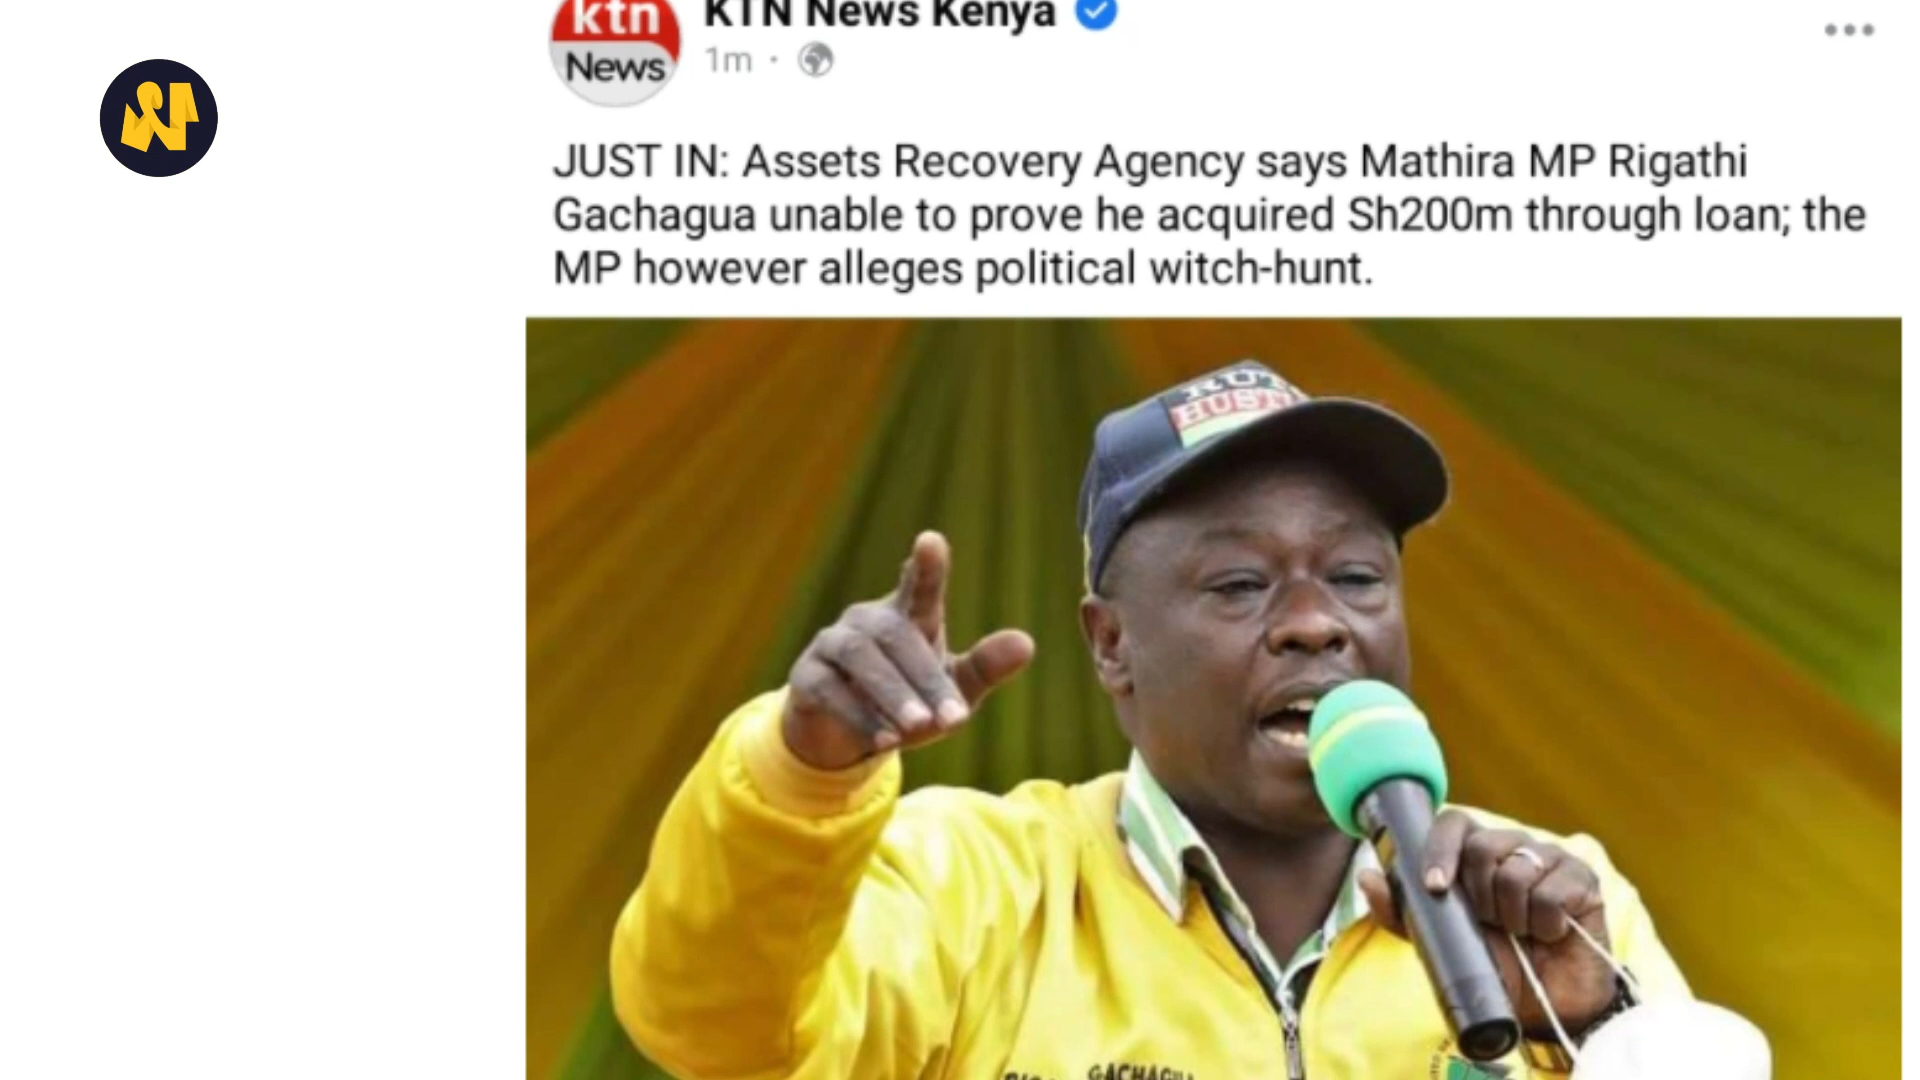 ktn
News
KTN News Kenya
1m ·
JUST IN: Assets Recovery Agency says Mathira MP Rigathi
Gachagua unable to prove he acquired Sh200m through loan; the
MP however alleges political witch-hunt.
GACHAGUA